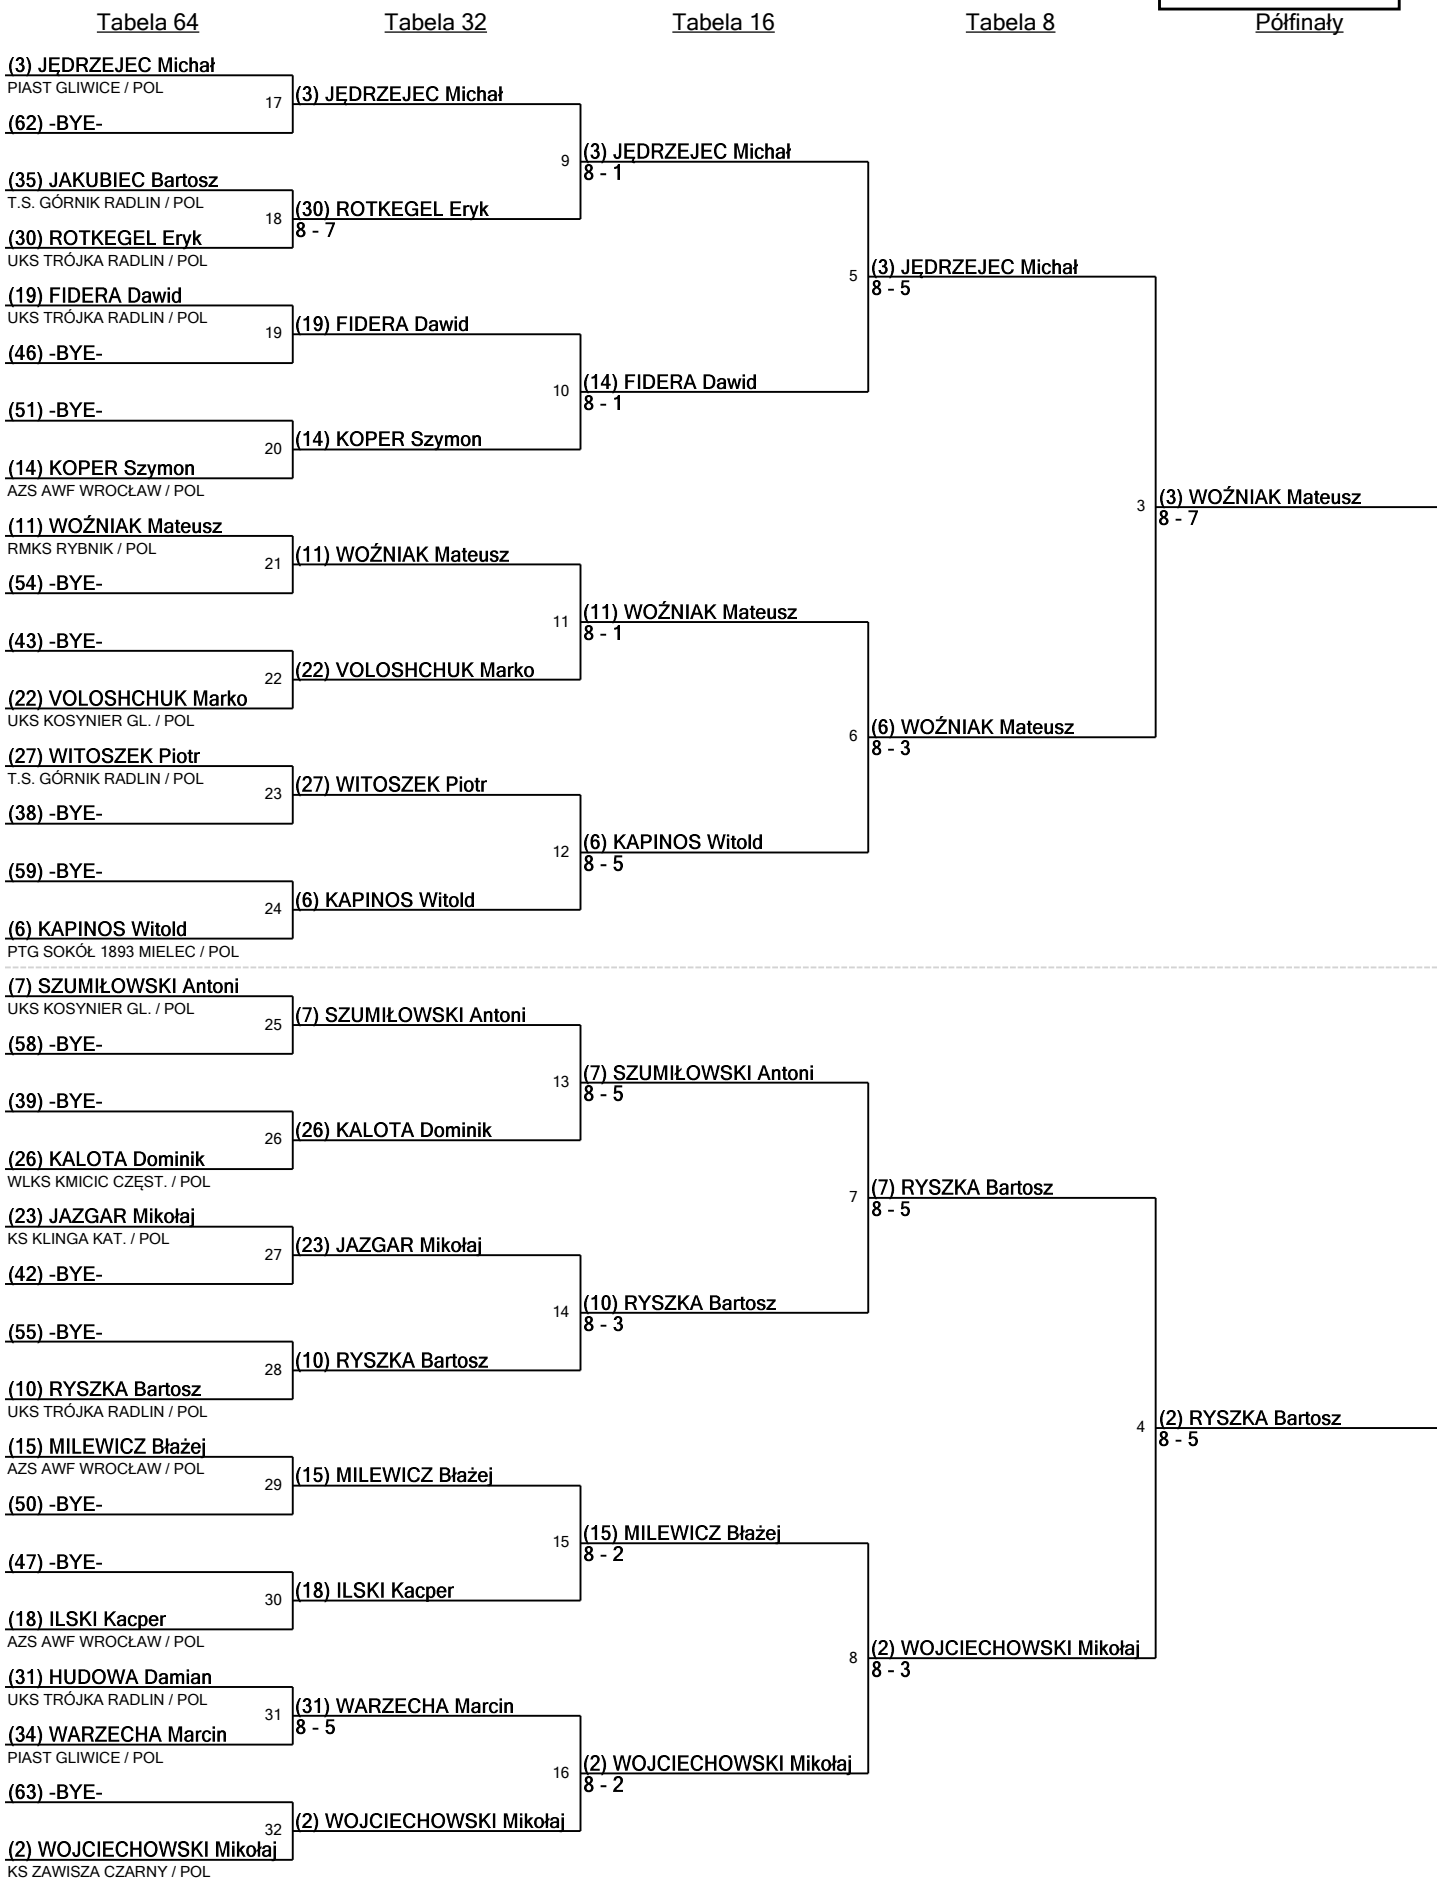 Tabela 64
Tabela 32
Tabela 16
Tabela 8
Półfinały
(3) JĘDRZEJEC Michał
PIAST GLIWICE / POL
17
(62) -BYE-
(35) JAKUBIEC Bartosz
T.S. GÓRNIK RADLIN / POL
18
(30) ROTKEGEL Eryk
UKS TRÓJKA RADLIN / POL
(19) FIDERA Dawid
UKS TRÓJKA RADLIN / POL
19
(46) -BYE-
(51) -BYE-
20
(14) KOPER Szymon
AZS AWF WROCŁAW / POL
(11) WOŹNIAK Mateusz
RMKS RYBNIK / POL
21
(54) -BYE-
(43) -BYE-
22
(22) VOLOSHCHUK Marko
UKS KOSYNIER GL. / POL
(27) WITOSZEK Piotr
T.S. GÓRNIK RADLIN / POL
23
(38) -BYE-
(59) -BYE-
24
(6) KAPINOS Witold
PTG SOKÓŁ 1893 MIELEC / POL
(7) SZUMIŁOWSKI Antoni
UKS KOSYNIER GL. / POL
25
(58) -BYE-
(39) -BYE-
26
(26) KALOTA Dominik
WLKS KMICIC CZĘST. / POL
(23) JAZGAR Mikołaj
KS KLINGA KAT. / POL
27
(42) -BYE-
(55) -BYE-
28
(10) RYSZKA Bartosz
UKS TRÓJKA RADLIN / POL
(15) MILEWICZ Błażej
AZS AWF WROCŁAW / POL
29
(50) -BYE-
(47) -BYE-
30
(18) ILSKI Kacper
AZS AWF WROCŁAW / POL
(31) HUDOWA Damian
UKS TRÓJKA RADLIN / POL
31
(34) WARZECHA Marcin
PIAST GLIWICE / POL
(63) -BYE-
32
(2) WOJCIECHOWSKI Mikołaj
KS ZAWISZA CZARNY / POL
(3) JĘDRZEJEC Michał
9
(30) ROTKEGEL Eryk
8 - 7
(19) FIDERA Dawid
10
(14) KOPER Szymon
(11) WOŹNIAK Mateusz
11
(22) VOLOSHCHUK Marko
(27) WITOSZEK Piotr
12
(6) KAPINOS Witold
(7) SZUMIŁOWSKI Antoni
13
(26) KALOTA Dominik
(23) JAZGAR Mikołaj
14
(10) RYSZKA Bartosz
(15) MILEWICZ Błażej
15
(18) ILSKI Kacper
(31) WARZECHA Marcin
8 - 5
16
(2) WOJCIECHOWSKI Mikołaj
(3) JĘDRZEJEC Michał
8 - 1
5
(14) FIDERA Dawid
8 - 1
(11) WOŹNIAK Mateusz
8 - 1
6
(6) KAPINOS Witold
8 - 5
(7) SZUMIŁOWSKI Antoni
8 - 5
7
(10) RYSZKA Bartosz
8 - 3
(15) MILEWICZ Błażej
8 - 2
8
(2) WOJCIECHOWSKI Mikołaj
8 - 2
(3) JĘDRZEJEC Michał
8 - 5
3
(6) WOŹNIAK Mateusz
8 - 3
(7) RYSZKA Bartosz
8 - 5
4
(2) WOJCIECHOWSKI Mikołaj
8 - 3
(3) WOŹNIAK Mateusz
8 - 7
(2) RYSZKA Bartosz
8 - 5